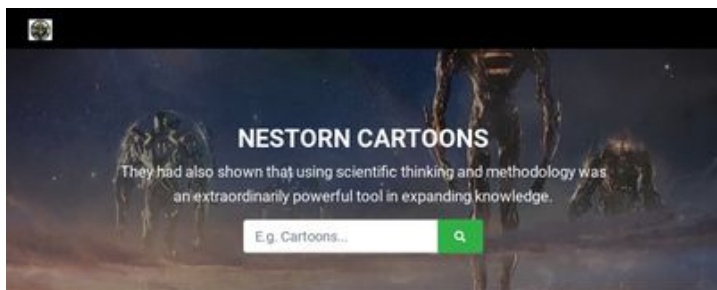 NESTORN CARTOONS
They had also shown that using scientific thinking and methodology was
an extraordinarily powerful tool in expanding knowledge.
E.g. Cartoons...